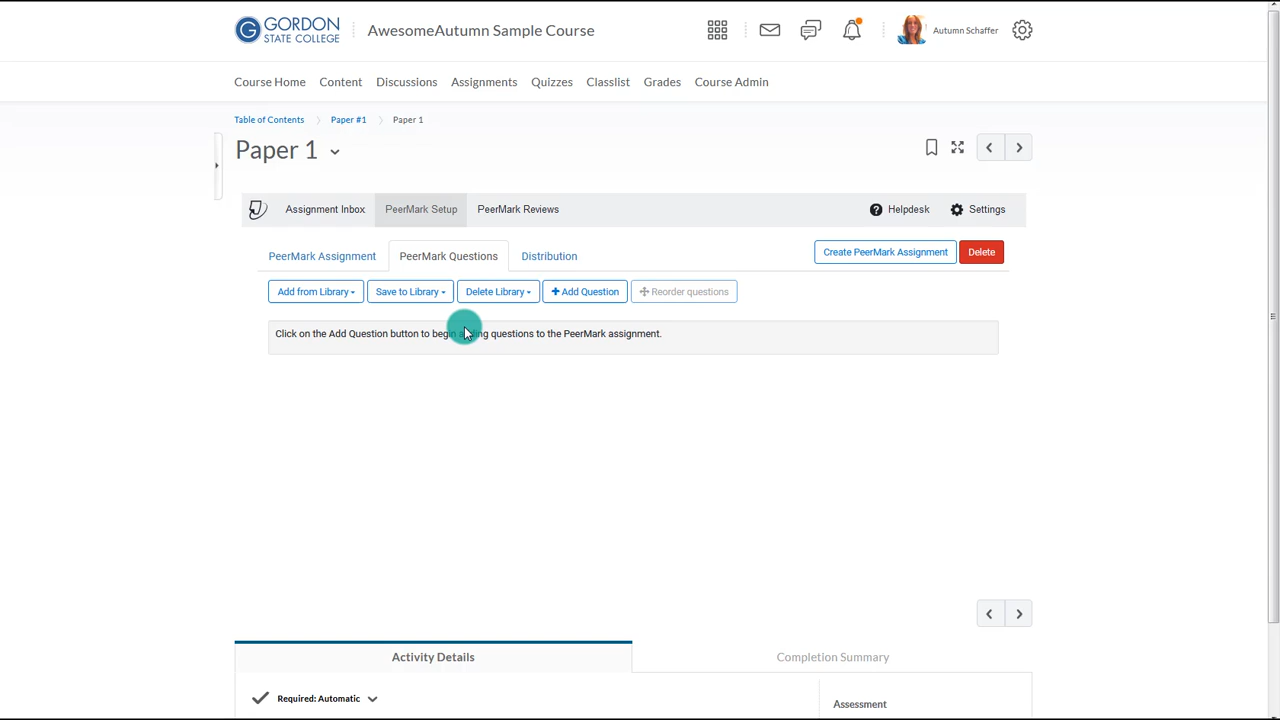 GORDON
STATE COLLEGE
AwesomeAutumn Sample Course
Autumn Schaffer
Course Home Content Discussions Assignments Quizzes Classlist Grades Course Admin
Table of Contents Paper #1 Paper 1
Paper 1
Assignment Inbox PeerMark Setup PeerMark Reviews Helpdesk Settings
PeerMark Assignment PeerMark Questions Distribution Create PeerMark Assignment Delete
Add from Library Save to Library Delete Library Add Question Reorder questions
Click on the Add Question button to begin adding questions to the PeerMark assignment.
Activity Details Completion Summary
Required: Automatic
Assessment